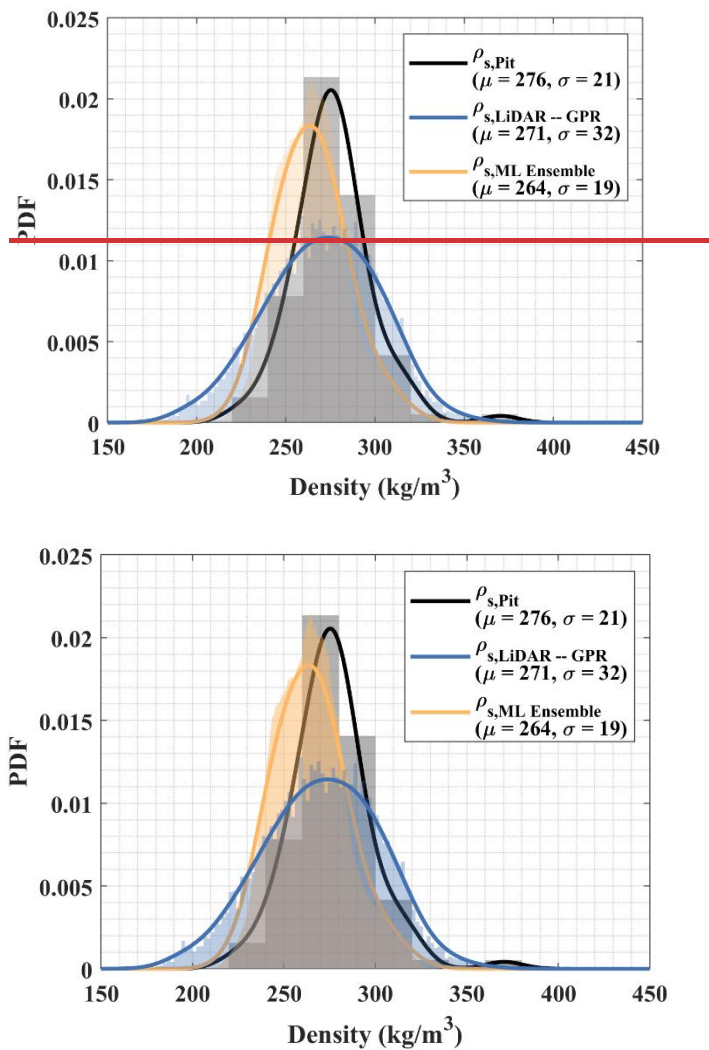 0.025
0.02
0.015
0.01
0.005
0
PDF
ρs,Pit
(μ = 276, σ = 21)
ρs,LiDAR -- GPR
(μ = 271, σ = 32)
ρs,ML Ensemble
(μ = 264, σ = 19)
150 200 250 300 350 400 450
Density (kg/m³)
0.025
0.02
0.015
0.01
0.005
0
PDF
ρs,Pit
(μ = 276, σ = 21)
ρs,LiDAR -- GPR
(μ = 271, σ = 32)
ρs,ML Ensemble
(μ = 264, σ = 19)
150 200 250 300 350 400 450
Density (kg/m³)